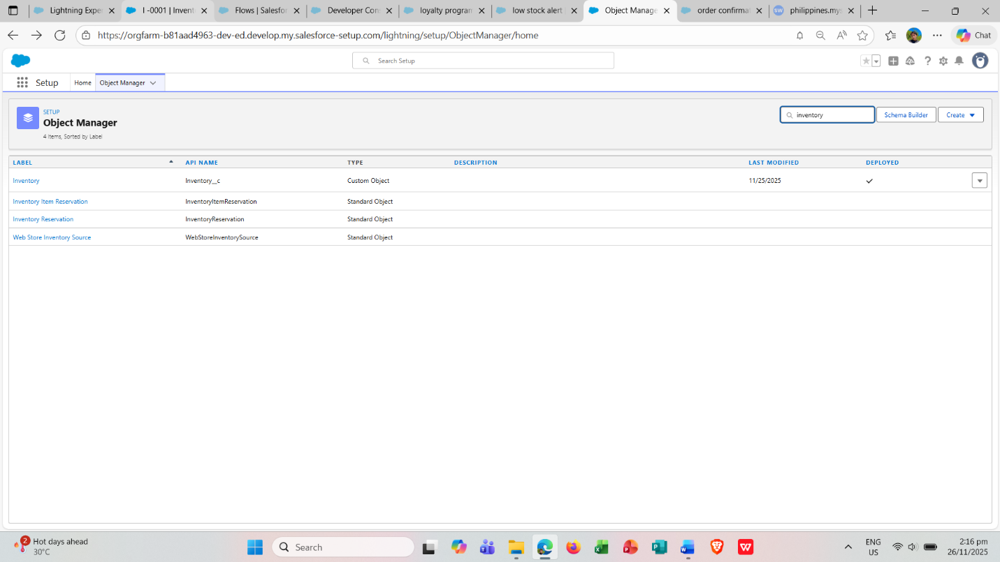 Lightning Expe
I -0001 | Invent
Flows | Salesfor
Developer Con
loyalty program
low stock alert
Object Manage
order confirmat
SW philippines.my
https://orgfarm-b81aad4963-dev-ed.develop.my.salesforce-setup.com/lightning/setup/ObjectManager/home
Chat
Search Setup
Setup
Home
Object Manager
SETUP
Object Manager
4 Items, Sorted by Label
inventory
Schema Builder
Create
LABEL API NAME TYPE DESCRIPTION LAST MODIFIED DEPLOYED
Inventory Inventory__c Custom Object 11/25/2025
Inventory Item Reservation InventoryItemReservation Standard Object
Inventory Reservation InventoryReservation Standard Object
Web Store Inventory Source WebStoreInventorySource Standard Object
2
Hot days ahead
30°C
Search
ENG
US
2:16 pm
26/11/2025